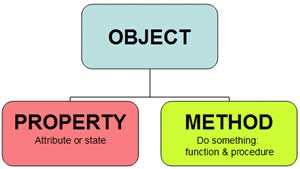 OBJECT
PROPERTY
Attribute or state
METHOD
Do something:
function & procedure